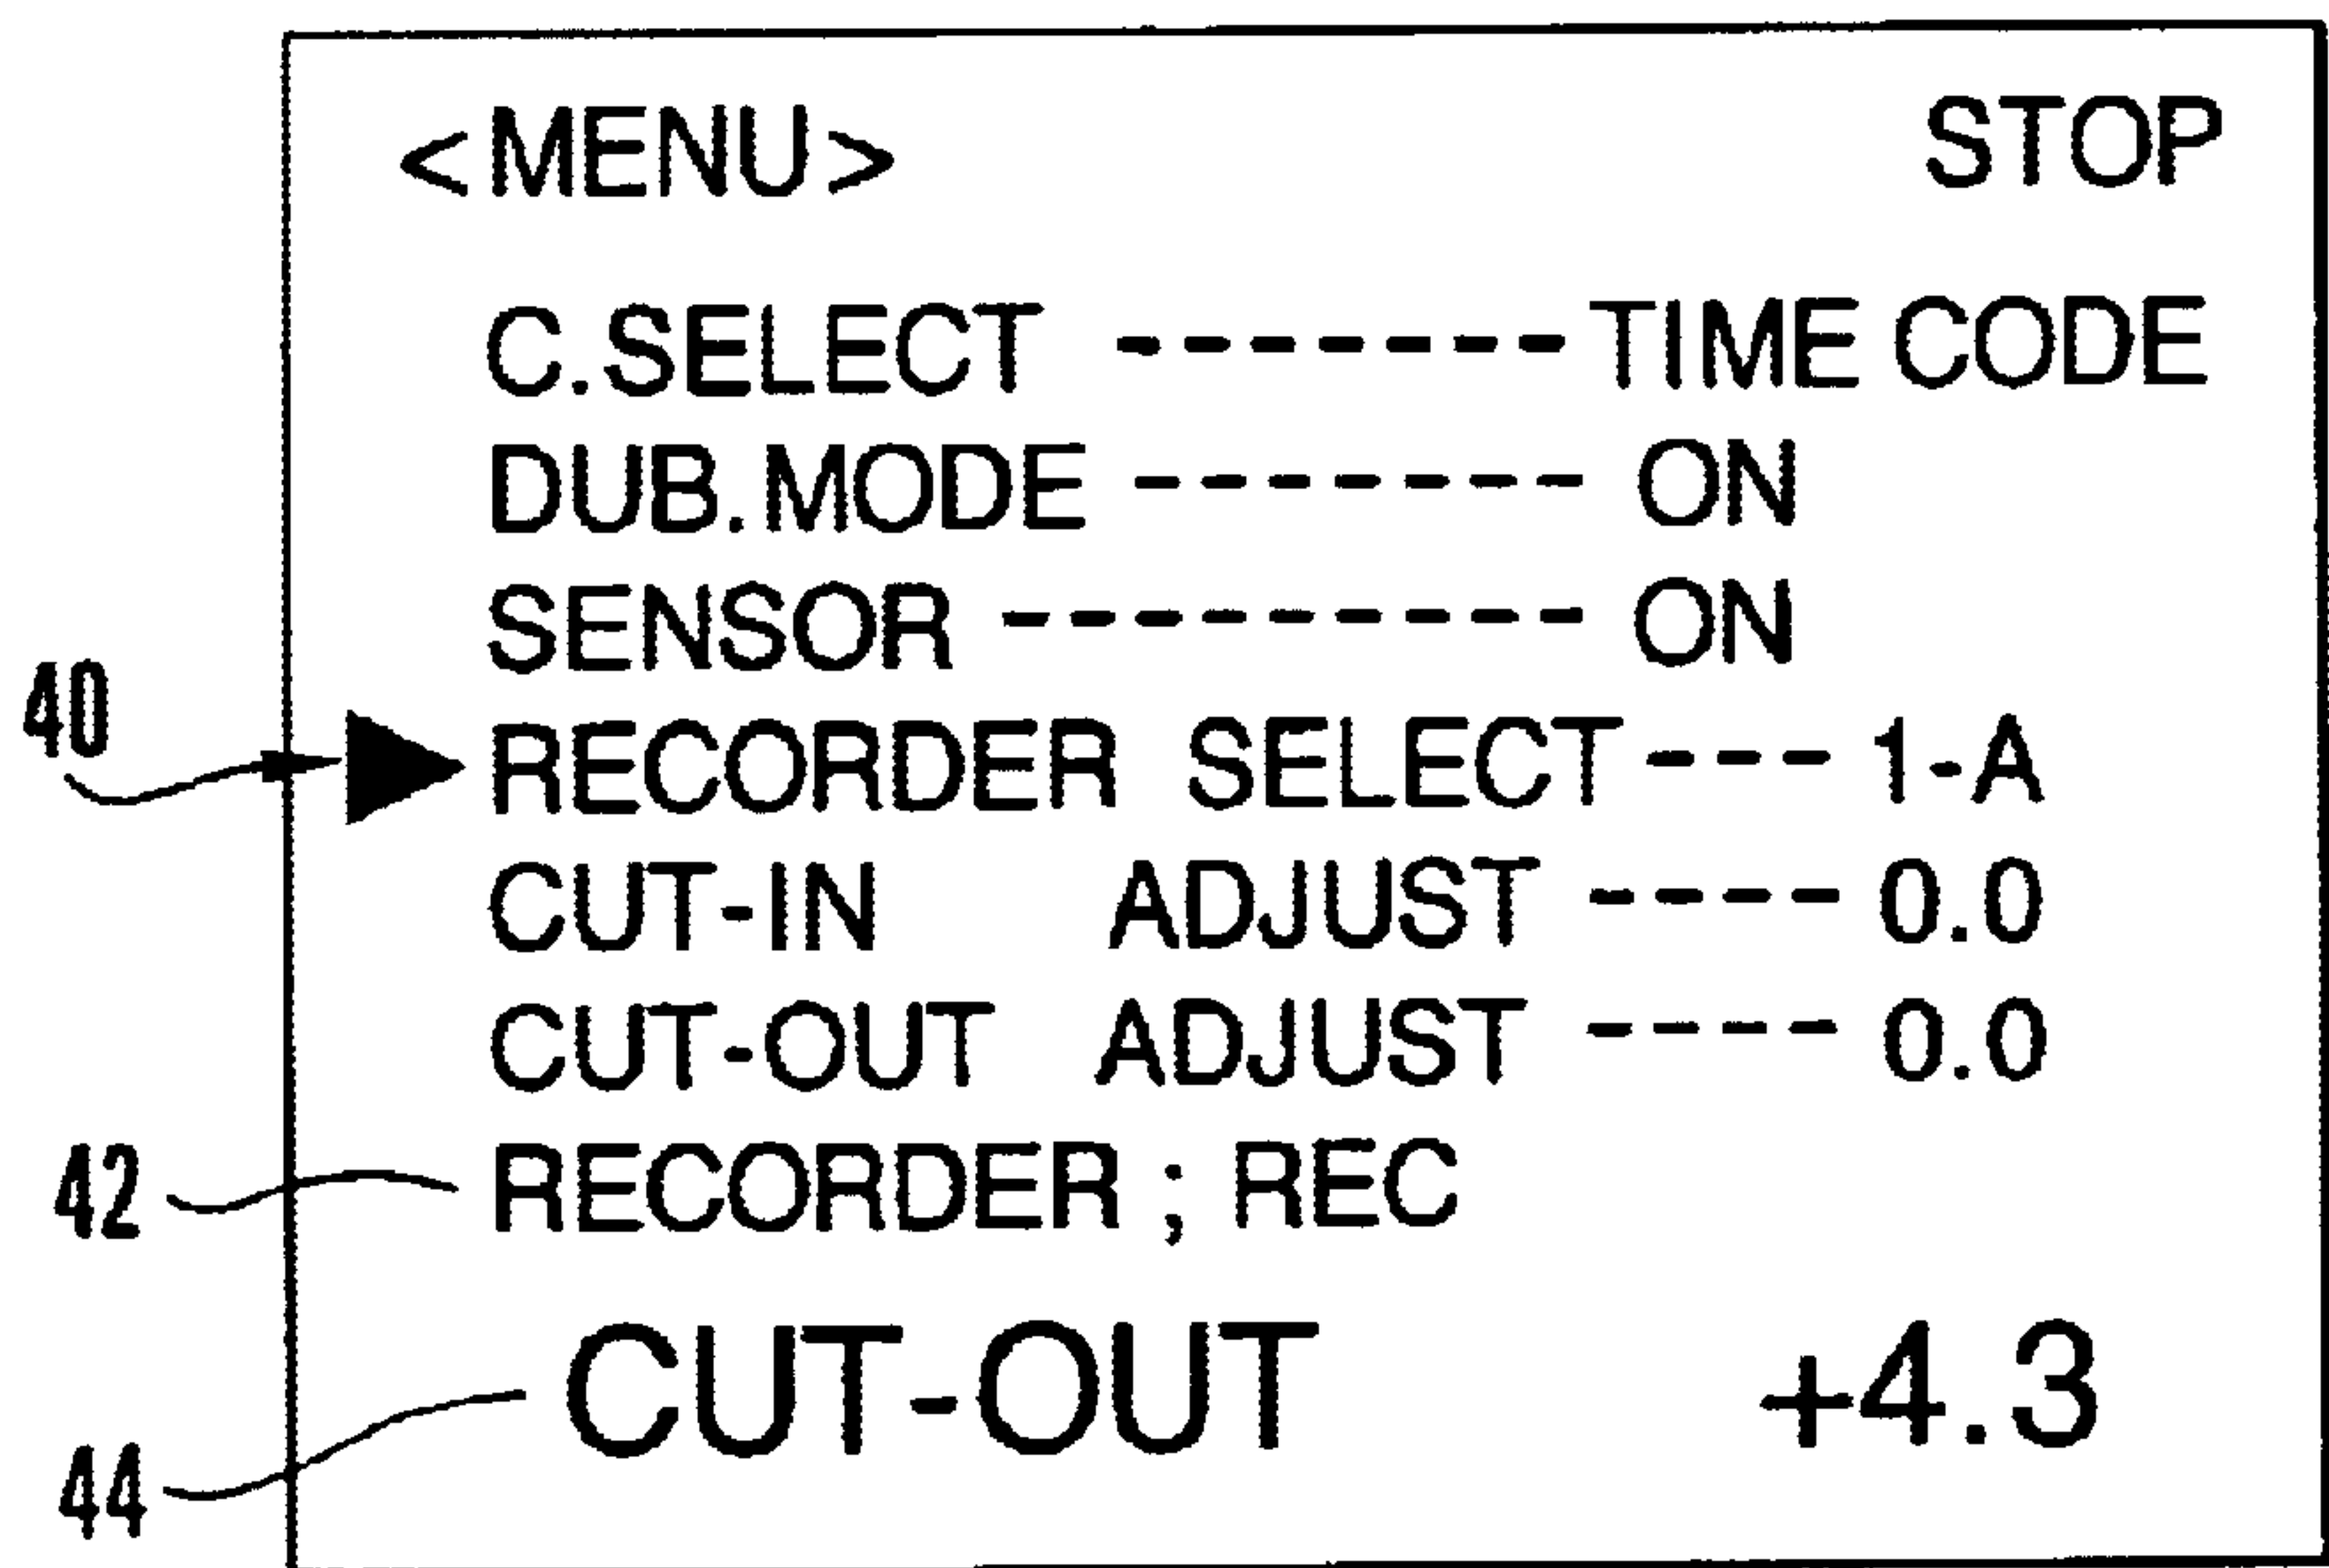 <MENU> STOP
C.SELECT -------TIME CODE
DUB.MODE ------- ON
SENSOR --------- ON
40
RECORDER SELECT---1-A
CUT-IN ADJUST ----0.0
CUT-OUT ADJUST ----0.0
42 RECORDER ; REC
CUT-OUT +4.3
44